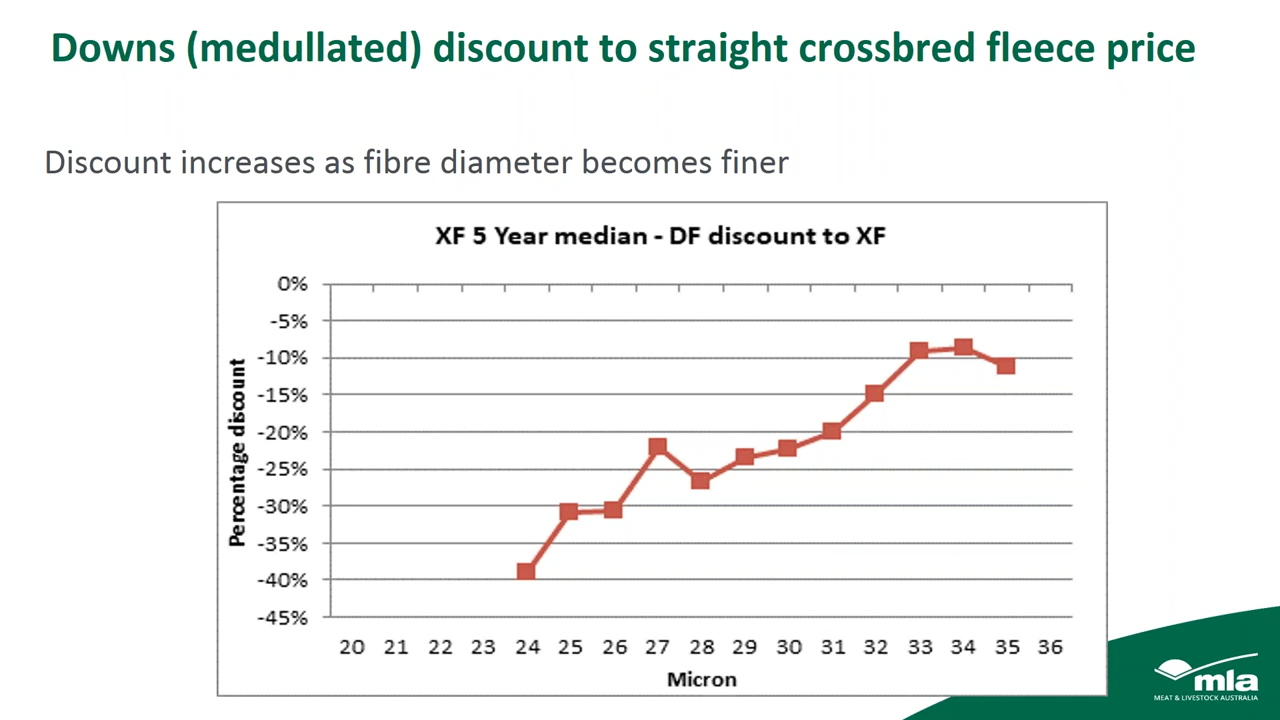 Downs (medullated) discount to straight crossbred fleece price
Discount increases as fibre diameter becomes finer
XF 5 Year median - DF discount to XF
Percentage discount
0%
-5%
-10%
-15%
-20%
-25%
-30%
-35%
-40%
-45%
20 21 22 23 24 25 26 27 28 29 30 31 32 33 34 35 36
Micron
mla
MEAT & LIVESTOCK AUSTRALIA